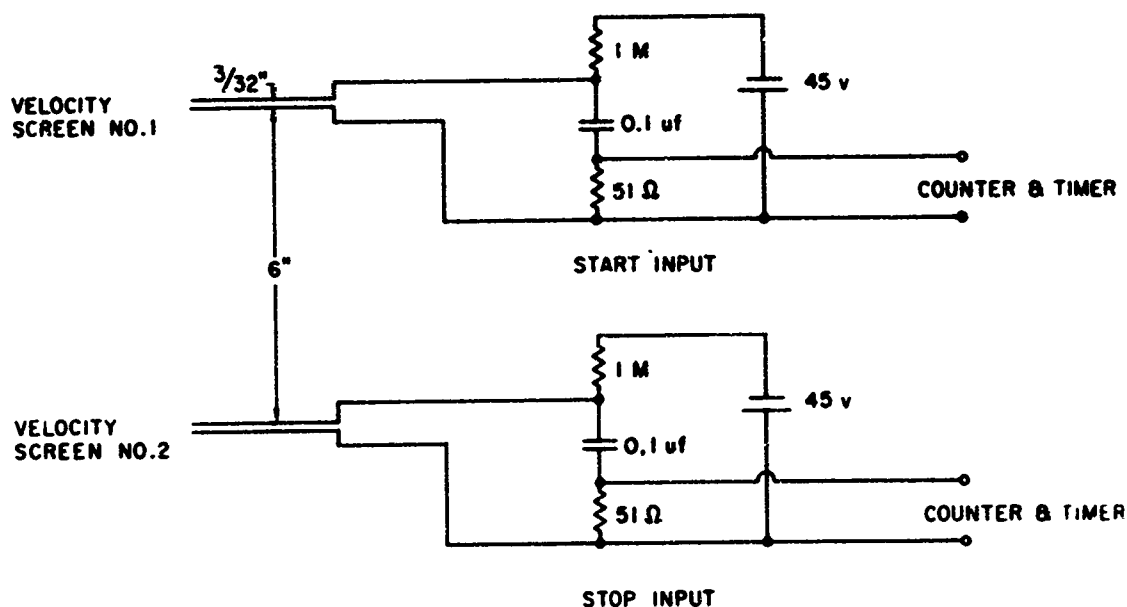 1 M
3/32"
45 v
VELOCITY
SCREEN NO.1
0.1 uf
51 Ω
COUNTER & TIMER
START INPUT
6"
1 M
45 v
VELOCITY
SCREEN NO.2
0.1 uf
51 Ω
COUNTER & TIMER
STOP INPUT